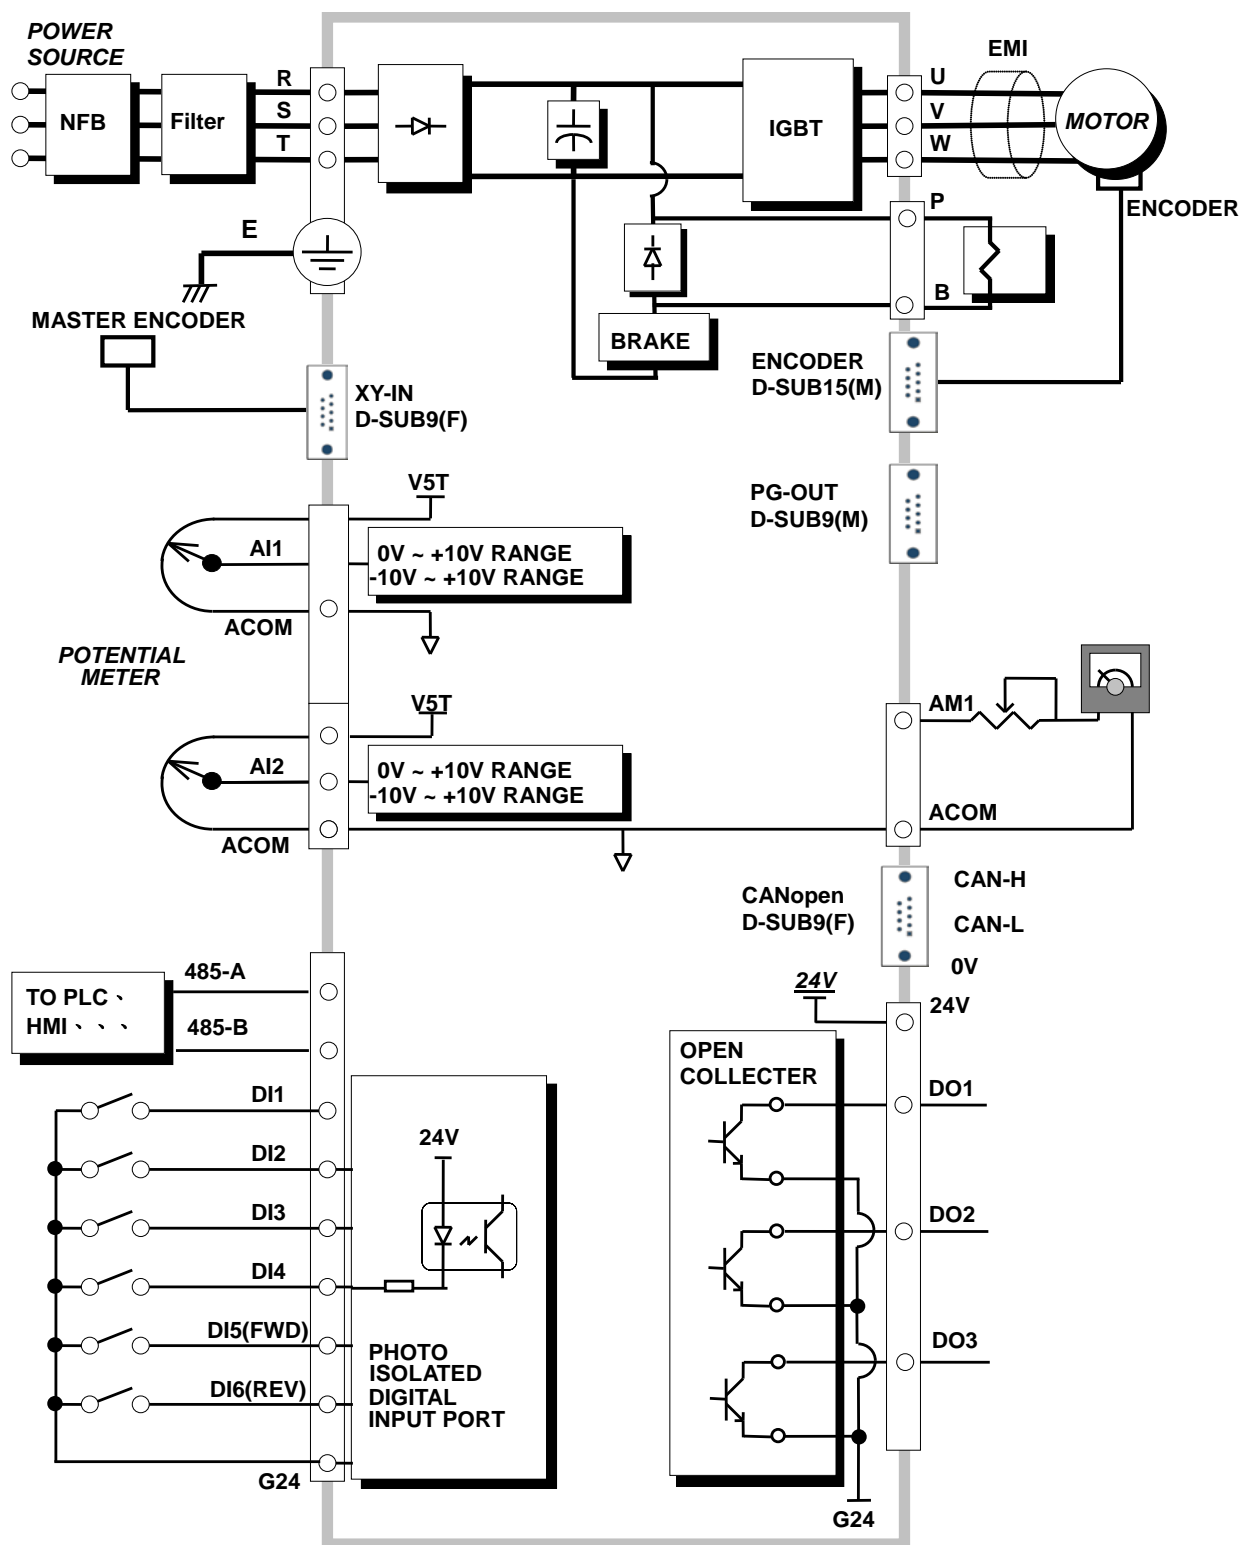 POWER
SOURCE
NFB
Filter
R
S
T
IGBT
U
V
W
EMI
MOTOR
ENCODER
E
P
B
BRAKE
MASTER ENCODER
XY-IN
D-SUB9(F)
ENCODER
D-SUB15(M)
PG-OUT
D-SUB9(M)
V5T
AI1
0V ~ +10V RANGE
-10V ~ +10V RANGE
ACOM
POTENTIAL
METER
V5T
AI2
0V ~ +10V RANGE
-10V ~ +10V RANGE
ACOM
AM1
ACOM
CANopen
D-SUB9(F)
CAN-H
CAN-L
0V
TO PLC、
HMI、、、
485-A
485-B
24V
24V
OPEN
COLLECTER
DI1
DI2
DI3
DI4
DI5(FWD)
DI6(REV)
G24
24V
PHOTO
ISOLATED
DIGITAL
INPUT PORT
DO1
DO2
DO3
G24